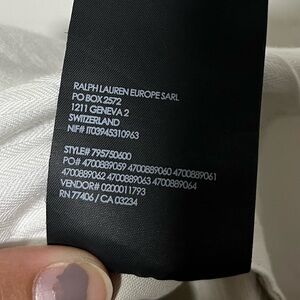 RALPH LAUREN EUROPE SARL
PO BOX 2572
1211 GENEVA 2
SWITZERLAND
NIF# IT03945310963
STYLE# 795750600
PO# 4700889059 4700889060 4700889061
4700889062 4700889063 4700889064
VENDOR# 0200011793
RN 77406 / CA 03234